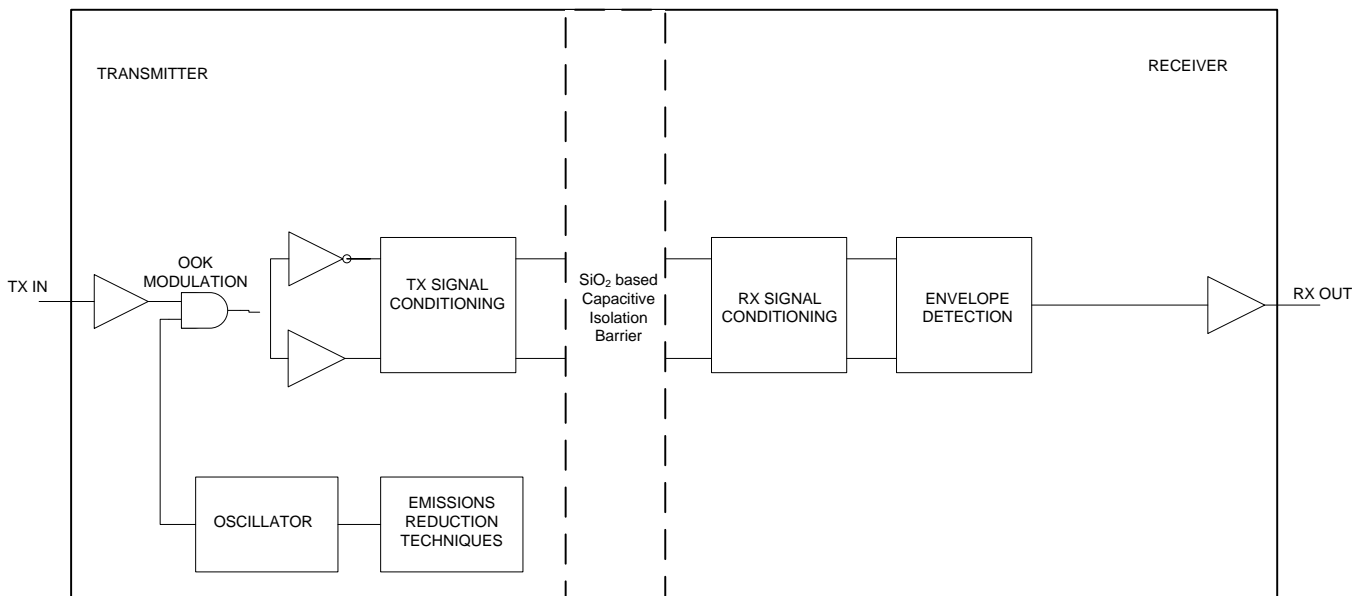 TRANSMITTER
RECEIVER
OOK
MODULATION
TX IN
TX SIGNAL
CONDITIONING
SiO₂ based
Capacitive
Isolation
Barrier
RX SIGNAL
CONDITIONING
ENVELOPE
DETECTION
RX OUT
OSCILLATOR
EMISSIONS
REDUCTION
TECHNIQUES